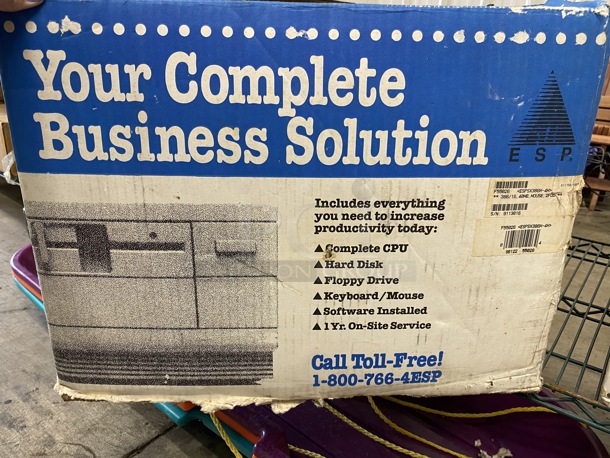 Your Complete
Business Solution
E S P.
Includes everything
you need to increase
productivity today:
▲ Complete CPU
▲ Hard Disk
▲ Floppy Drive
▲ Keyboard/Mouse
▲ Software Installed
▲ 1 Yr. On-Site Service
Call Toll-Free!
1-800-766-4ESP
S/N: